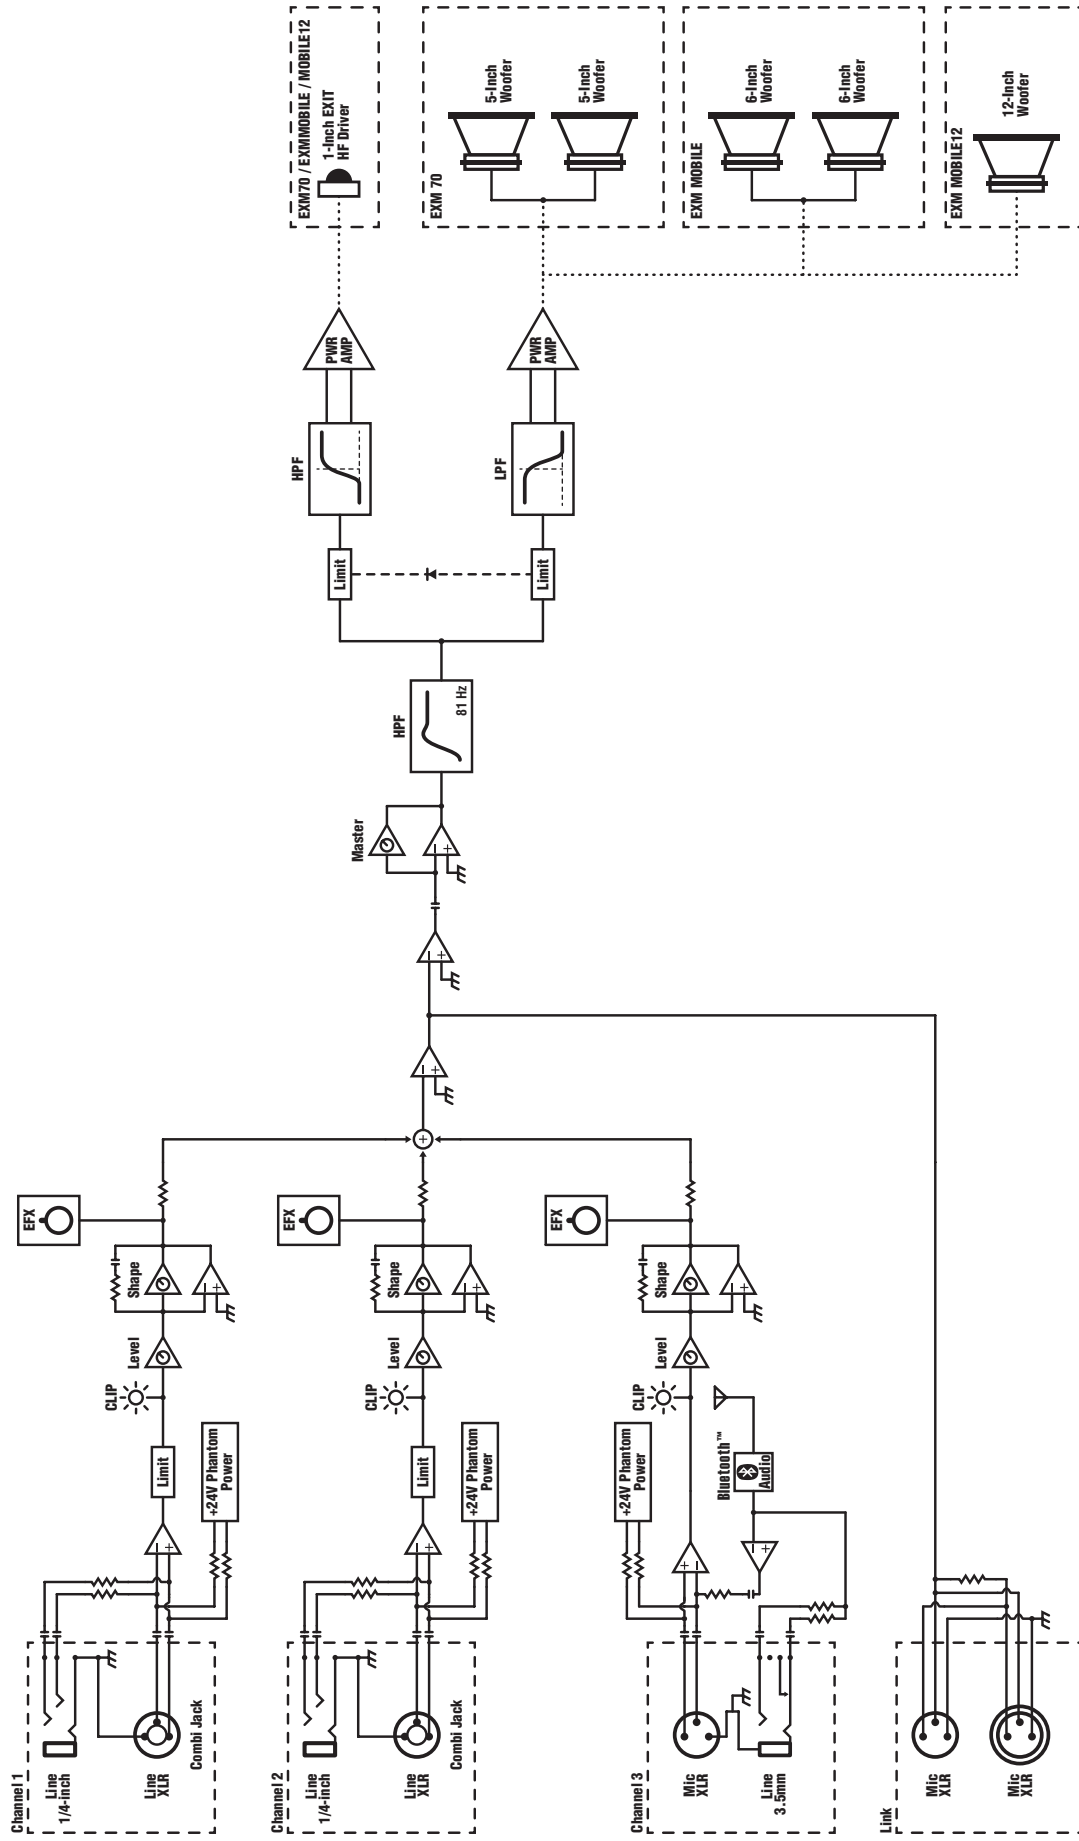 Channel 1
Line
1/4-inch
Line
XLR
Combi Jack
+24V Phantom
Power
Limit
CLIP
Level
Shape
EFX
Channel 2
Line
1/4-inch
Line
XLR
Combi Jack
+24V Phantom
Power
Limit
CLIP
Level
Shape
EFX
Channel 3
Mic
XLR
Line
3.5mm
+24V Phantom
Power
Bluetooth™
Audio
CLIP
Level
Shape
EFX
Link
Mic
XLR
Mic
XLR
Master
HPF
81 Hz
Limit
Limit
HPF
LPF
PWR
AMP
PWR
AMP
EXM70 / EXMMOBILE / MOBILE12
1-Inch EXIT
HF Driver
EXM 70
5-Inch
Woofer
5-Inch
Woofer
EXM MOBILE
6-Inch
Woofer
6-Inch
Woofer
EXM MOBILE12
12-Inch
Woofer